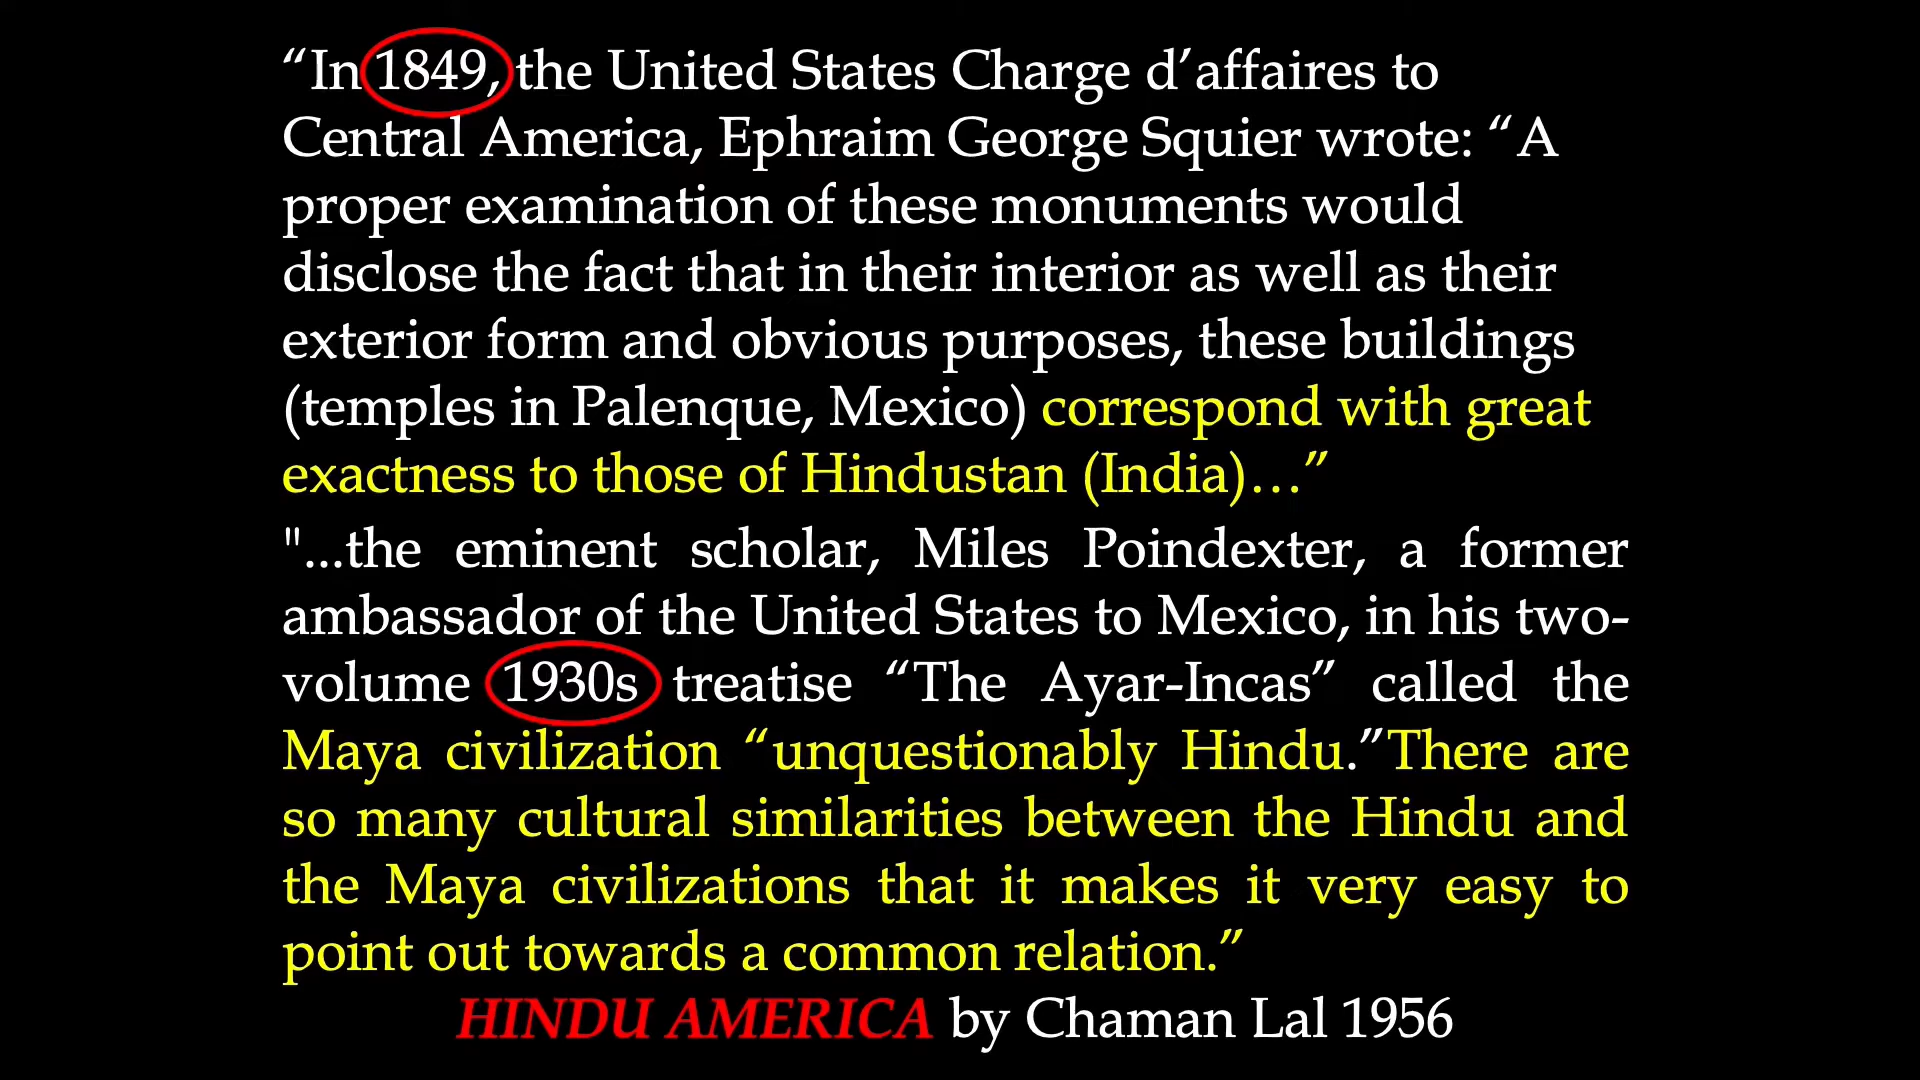 “In 1849, the United States Charge d’affaires to
Central America, Ephraim George Squier wrote: “A
proper examination of these monuments would
disclose the fact that in their interior as well as their
exterior form and obvious purposes, these buildings
(temples in Palenque, Mexico) correspond with great
exactness to those of Hindustan (India)…”
"...the eminent scholar, Miles Poindexter, a former
ambassador of the United States to Mexico, in his two-
volume 1930s treatise “The Ayar-Incas” called the
Maya civilization “unquestionably Hindu.”There are
so many cultural similarities between the Hindu and
the Maya civilizations that it makes it very easy to
point out towards a common relation.”
HINDU AMERICA by Chaman Lal 1956